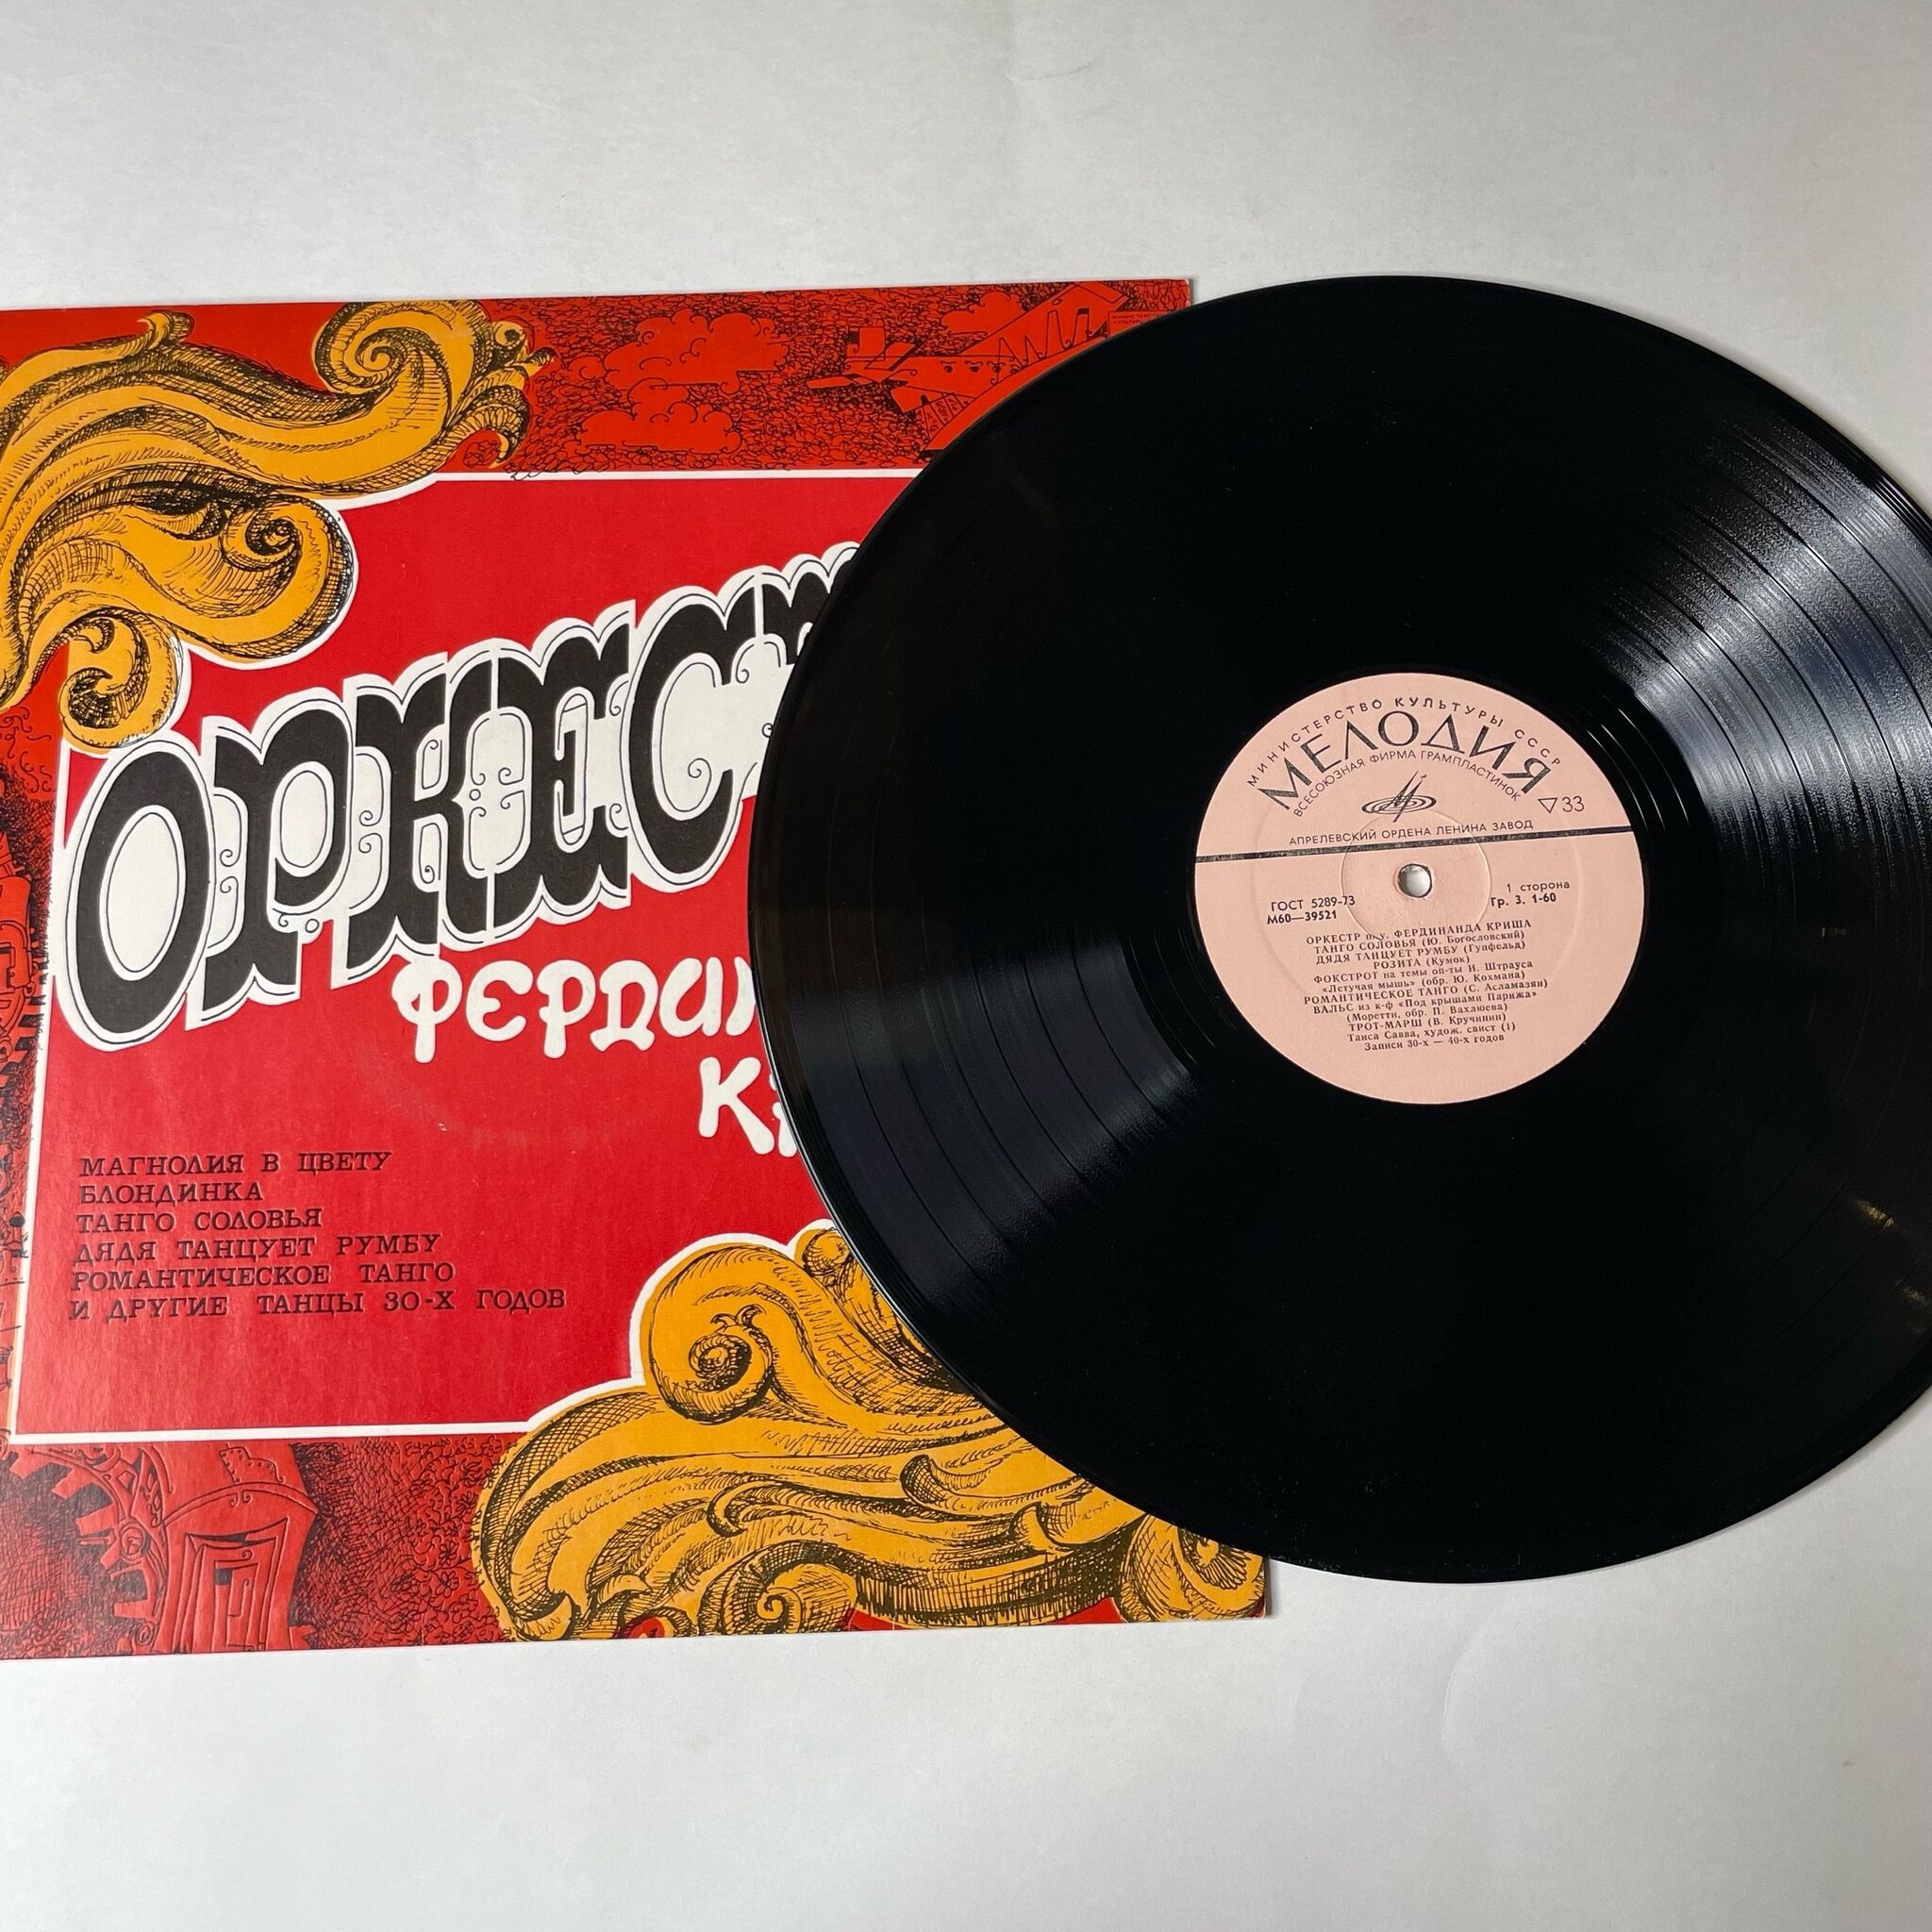 ОРКЕС
ФЕРДИ
К
МАГНОЛИЯ В ЦВЕТУ
БЛОНДИНКА
ТАНГО СОЛОВЬЯ
ДЯДЯ ТАНЦУЕТ РУМБУ
РОМАНТИЧЕСКОЕ ТАНГО
И ДРУГИЕ ТАНЦЫ 30-Х ГОДОВ
МИНИСТЕРСТВО КУЛЬТУРЫ СССР
МЕЛОДИЯ
ВСЕСОЮЗНАЯ ФИРМА ГРАМПЛАСТИНОК
33
АПРЕЛЕВСКИЙ ОРДЕНА ЛЕНИНА ЗАВОД
ГОСТ 5289-73
М60—39521
1 сторона
Гр. 3. 1-60
ОРКЕСТР п/у. ФЕРДИНАНДА КРИША
ТАНГО СОЛОВЬЯ (Ю. Богословский)
ДЯДЯ ТАНЦУЕТ РУМБУ (Гупфельд)
РОЗИТА (Кумок)
ФОКСТРОТ на темы оп-ты И. Штрауса
«Летучая мышь» (обр. Ю. Кохмана)
РОМАНТИЧЕСКОЕ ТАНГО (С. Асламазян)
ВАЛЬС из к-ф «Под крышами Парижа»
(Моретти, обр. П. Вахлюева)
ТРОТ-МАРШ (В. Кручинин)
Таиса Савва, худож. свист (1)
Записи 30-х — 40-х годов